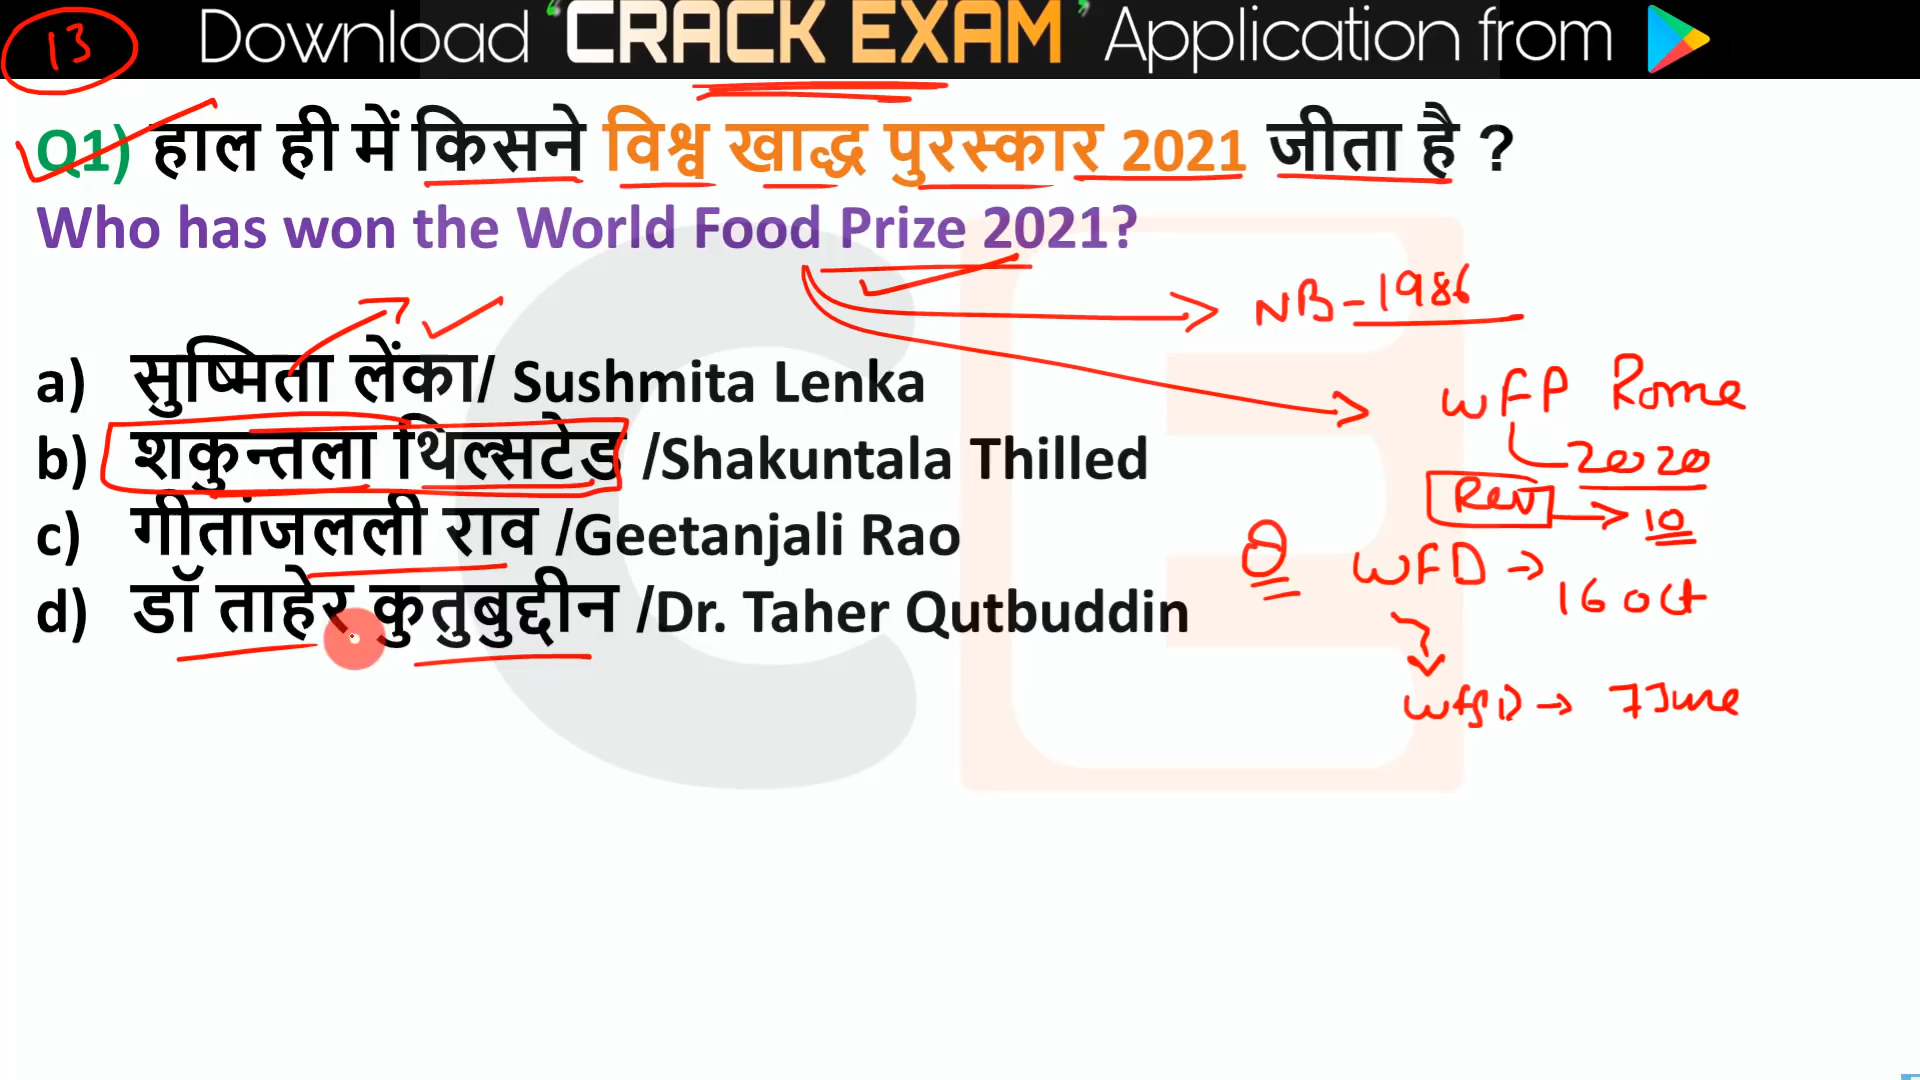 13
Download "CRACK EXAM" Application from
Q1) हाल ही में किसने विश्व खाद्ध पुरस्कार 2021 जीता है ?
Who has won the World Food Prize 2021?
NB-1986
a) सुष्मिता लेंका/ Sushmita Lenka
WFP Rome
2020
b) शकुन्तला थिल्सटेड /Shakuntala Thilled
Rev → 10
c) गीतांजलली राव /Geetanjali Rao
WFD → 16 Oct
d) डॉ ताहेर कुतुबुद्दीन /Dr. Taher Qutbuddin
WfsD → 7 June